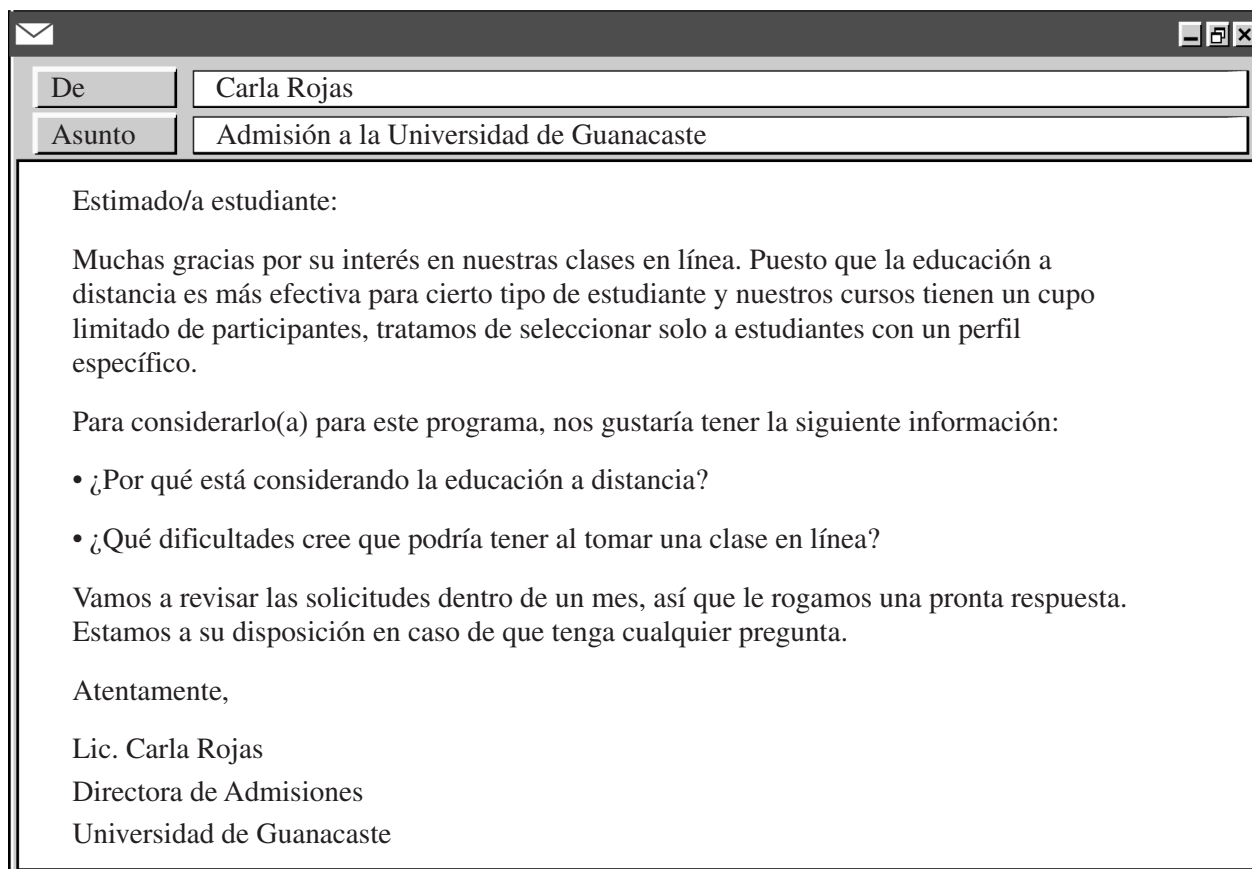 De
Carla Rojas
Asunto
Admisión a la Universidad de Guanacaste
Estimado/a estudiante:
Muchas gracias por su interés en nuestras clases en línea. Puesto que la educación a
distancia es más efectiva para cierto tipo de estudiante y nuestros cursos tienen un cupo
limitado de participantes, tratamos de seleccionar solo a estudiantes con un perfil
específico.
Para considerarlo(a) para este programa, nos gustaría tener la siguiente información:
• ¿Por qué está considerando la educación a distancia?
• ¿Qué dificultades cree que podría tener al tomar una clase en línea?
Vamos a revisar las solicitudes dentro de un mes, así que le rogamos una pronta respuesta.
Estamos a su disposición en caso de que tenga cualquier pregunta.
Atentamente,
Lic. Carla Rojas
Directora de Admisiones
Universidad de Guanacaste